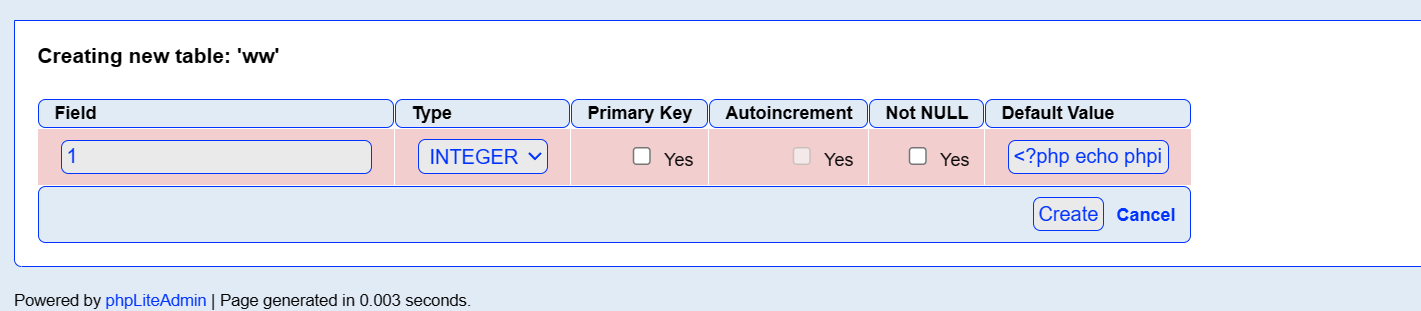 Creating new table: 'ww'
Field Type Primary Key Autoincrement Not NULL Default Value
1 INTEGER Yes Yes Yes <?php echo phpi
Create Cancel
Powered by phpLiteAdmin | Page generated in 0.003 seconds.